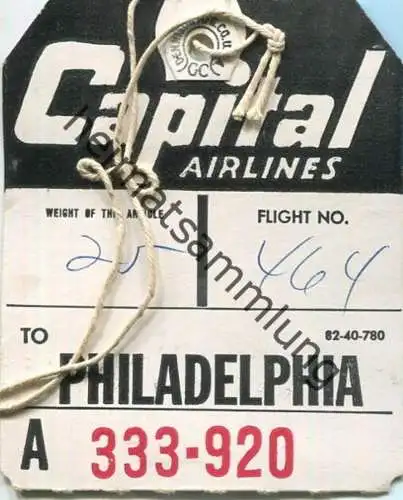 Capital
AIRLINES
WEIGHT OF THIS ARTICLE FLIGHT NO.
25 464
TO 82-40-780
PHILADELPHIA
A 333-920
heimatsammlung